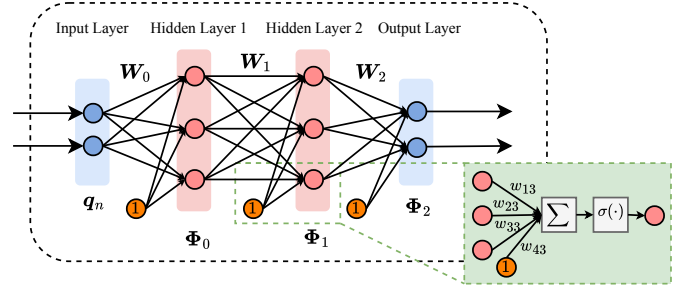 Input Layer Hidden Layer 1 Hidden Layer 2 Output Layer
W₀ W₁ W₂
1 1 1
qₙ Φ₀ Φ₁ Φ₂
w₁₃
w₂₃
w₃₃
w₄₃
∑ σ(·)
1